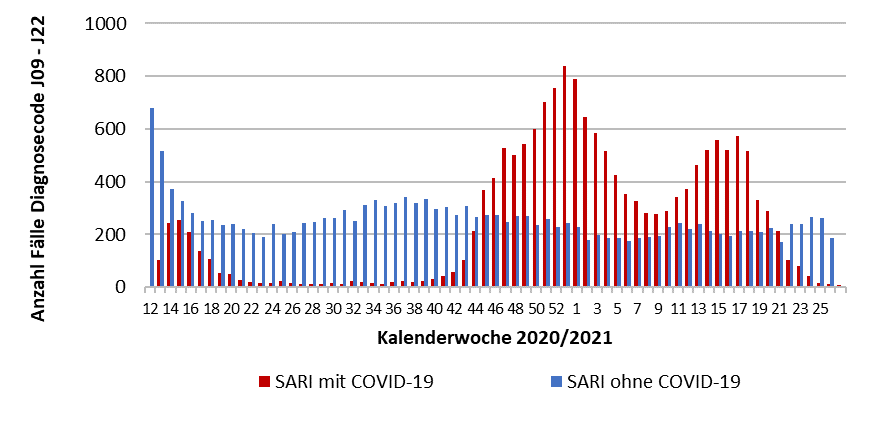 Anzahl Fälle Diagnosecode J09 - J22
1000
800
600
400
200
0
12 14 16 18 20 22 24 26 28 30 32 34 36 38 40 42 44 46 48 50 52 1 3 5 7 9 11 13 15 17 19 21 23 25
Kalenderwoche 2020/2021
SARI mit COVID-19 SARI ohne COVID-19